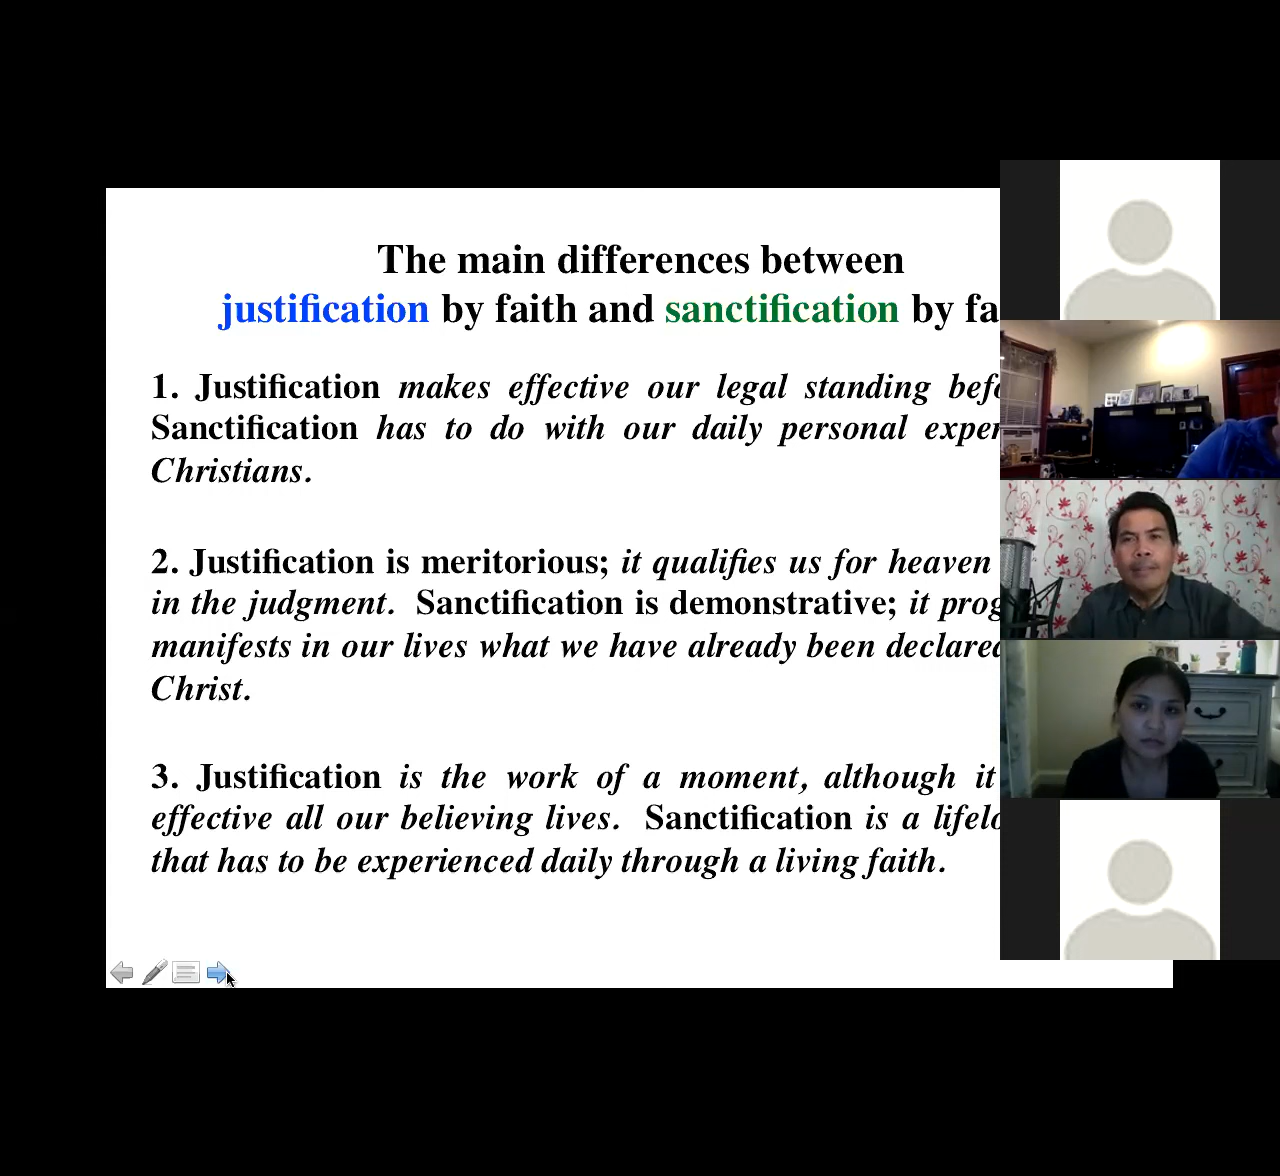 The main differences between
justification by faith and sanctification by fa
1. Justification makes effective our legal standing befo
Sanctification has to do with our daily personal exper
Christians.
2. Justification is meritorious; it qualifies us for heaven
in the judgment. Sanctification is demonstrative; it prog
manifests in our lives what we have already been declared
Christ.
3. Justification is the work of a moment, although it
effective all our believing lives. Sanctification is a lifelo
that has to be experienced daily through a living faith.